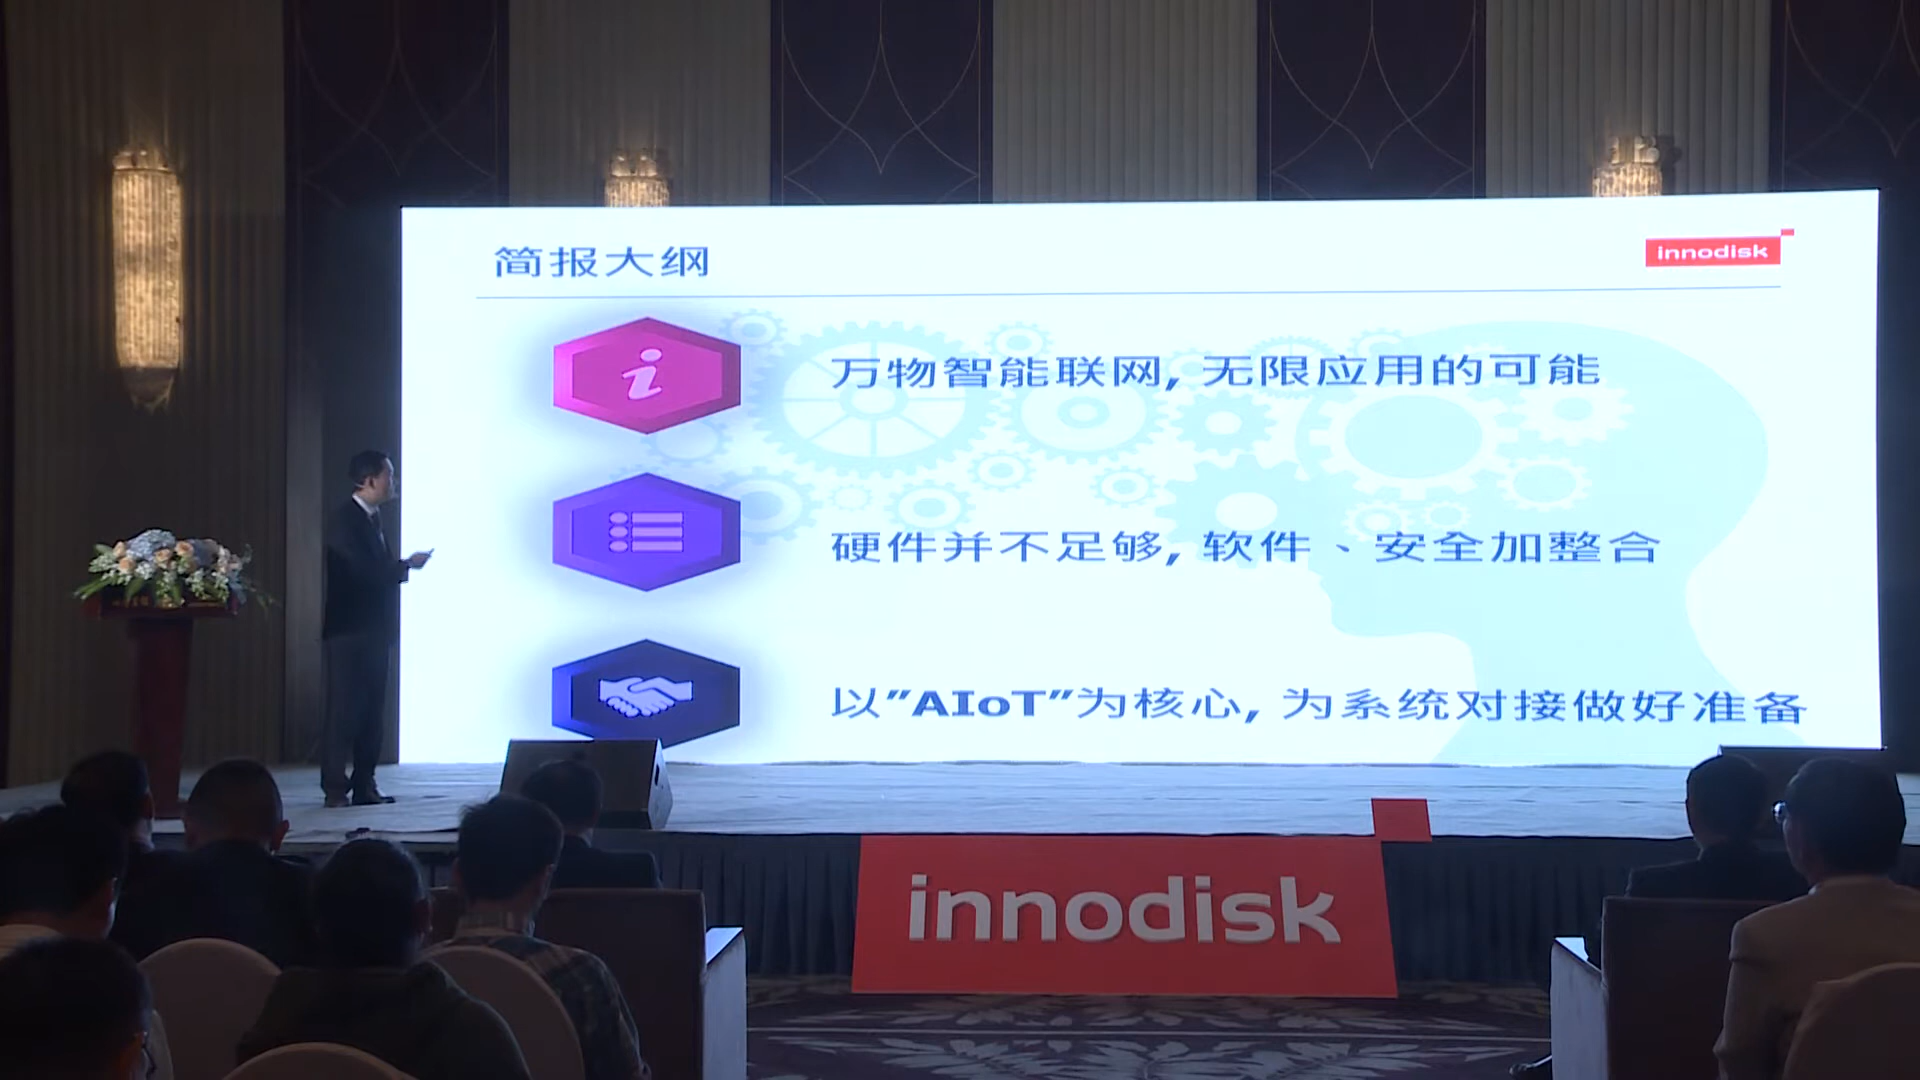 简报大纲
innodisk
万物智能联网, 无限应用的可能
硬件并不足够, 软件、安全加整合
以"AIoT"为核心, 为系统对接做好准备
innodisk